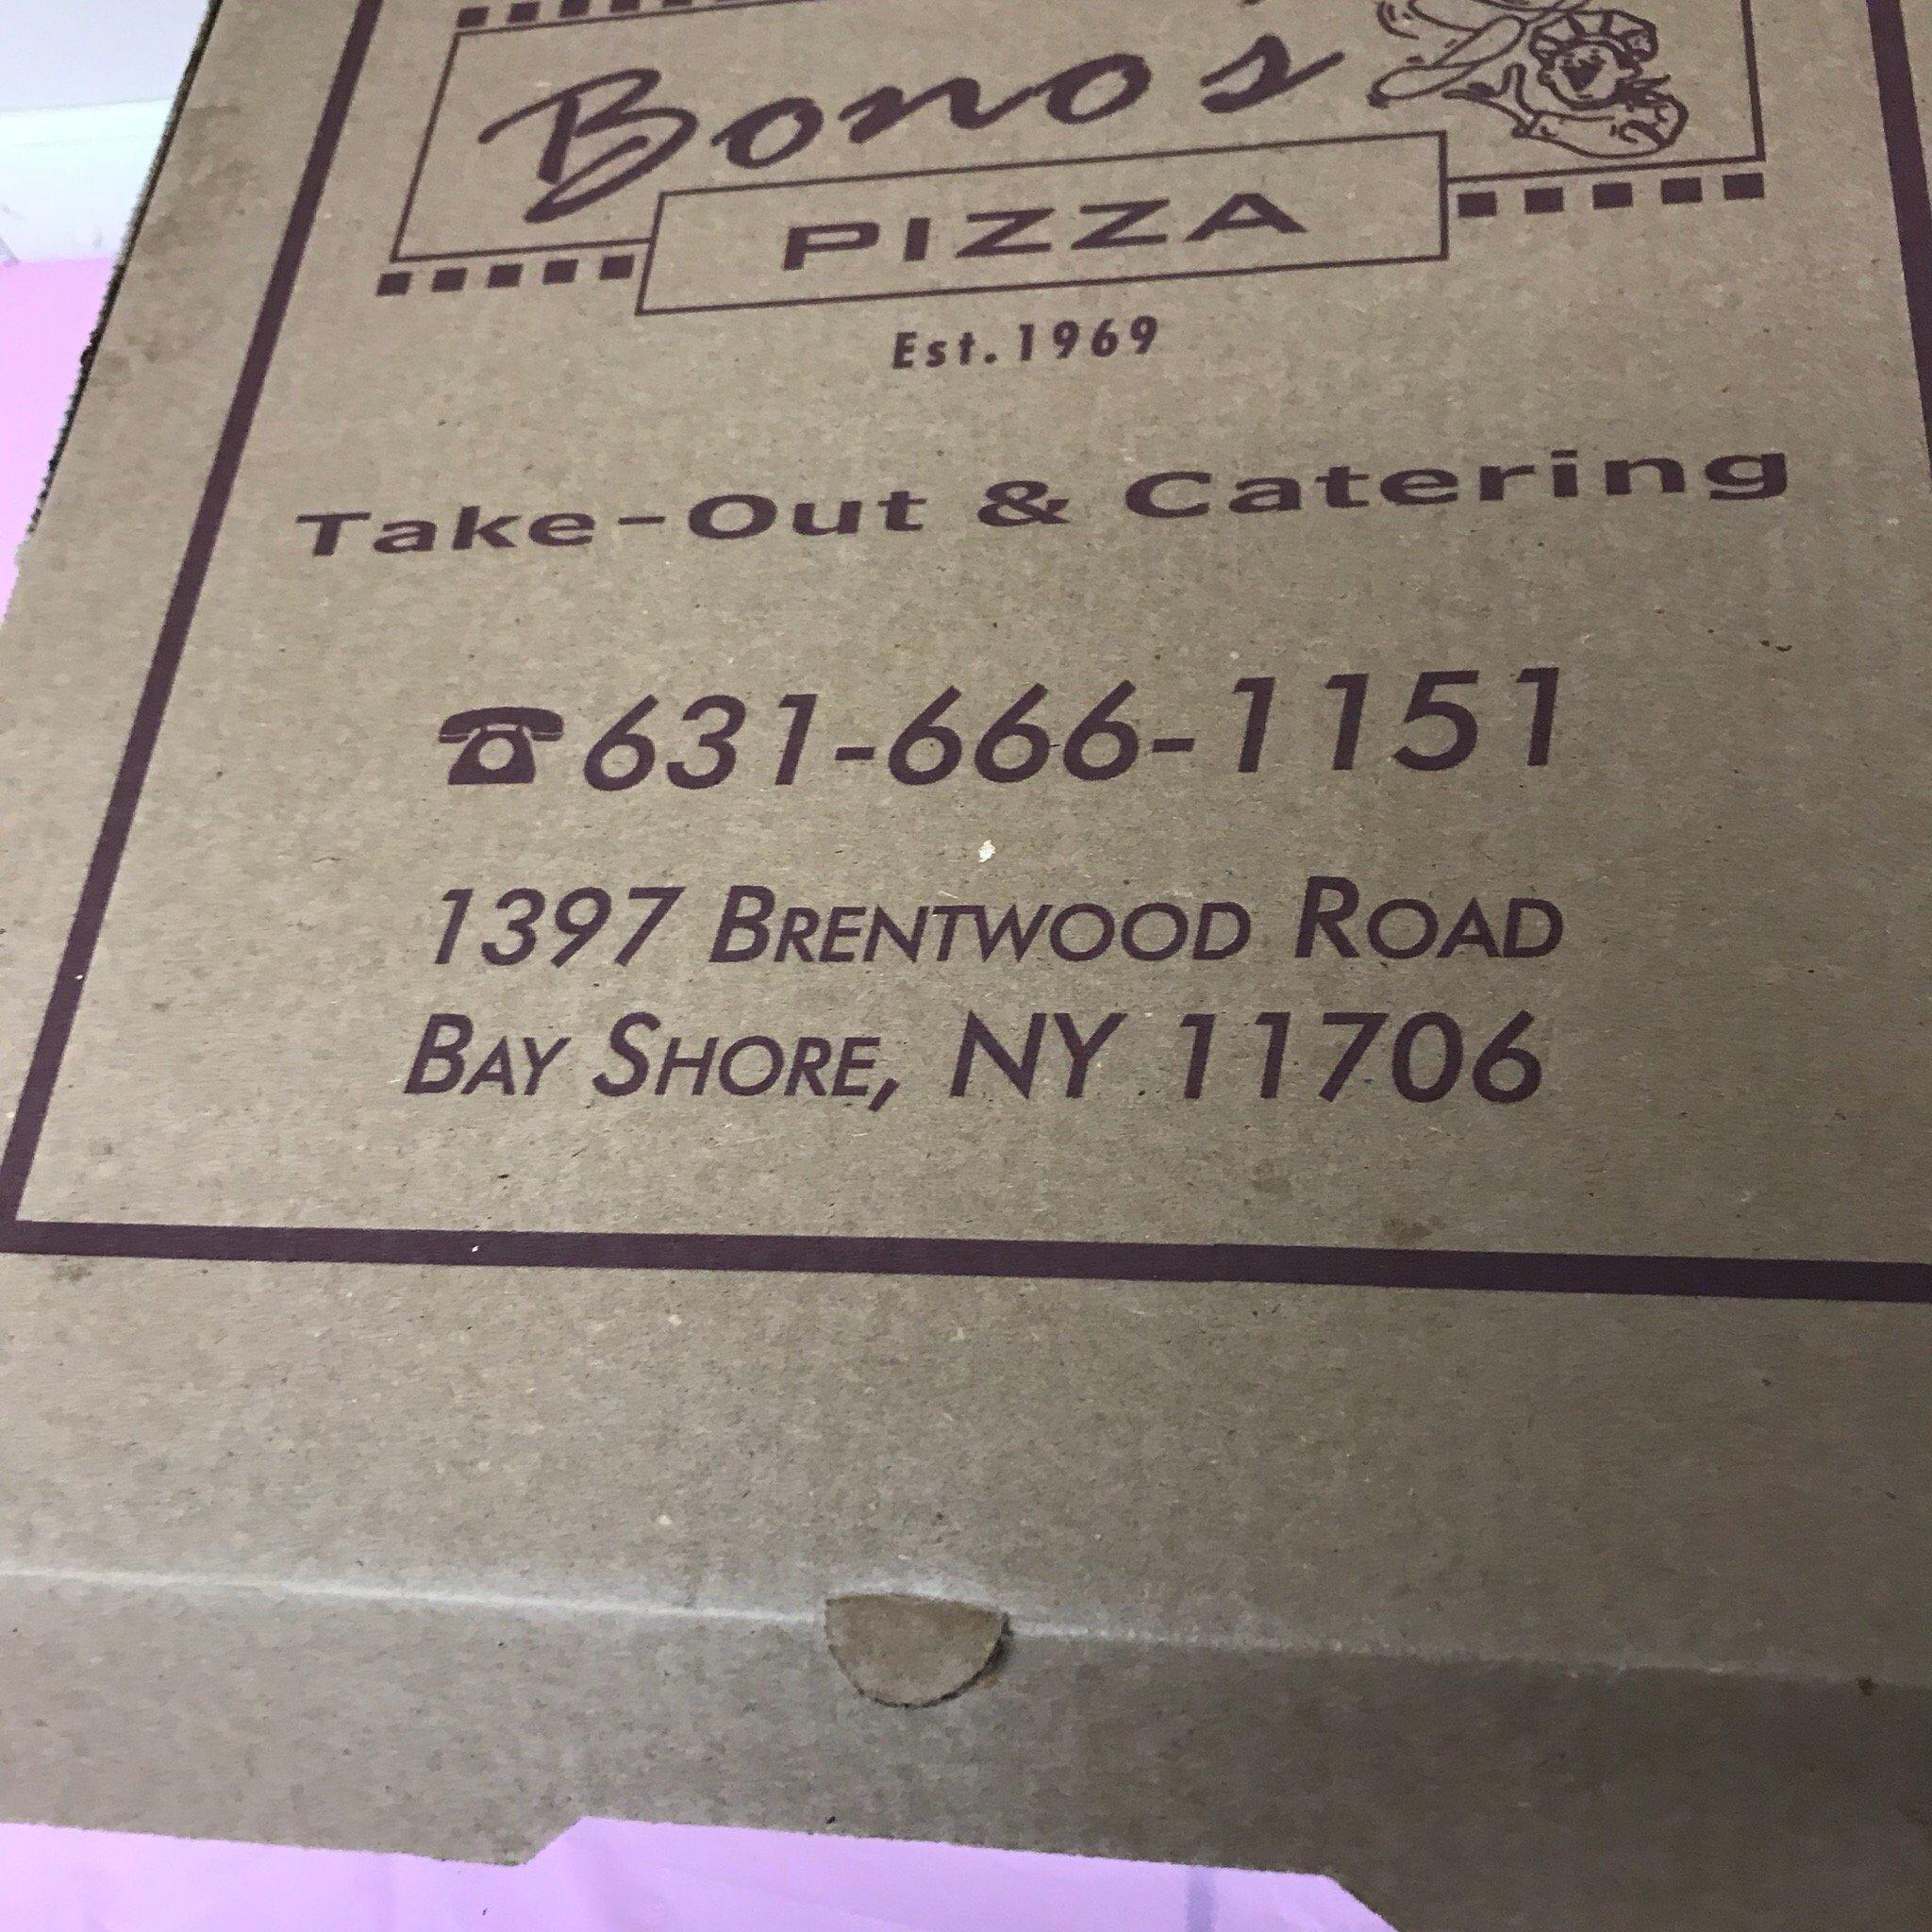 Bono's
PIZZA
Est. 1969
Take-Out & Catering
☎631-666-1151
1397 BRENTWOOD ROAD
BAY SHORE, NY 11706